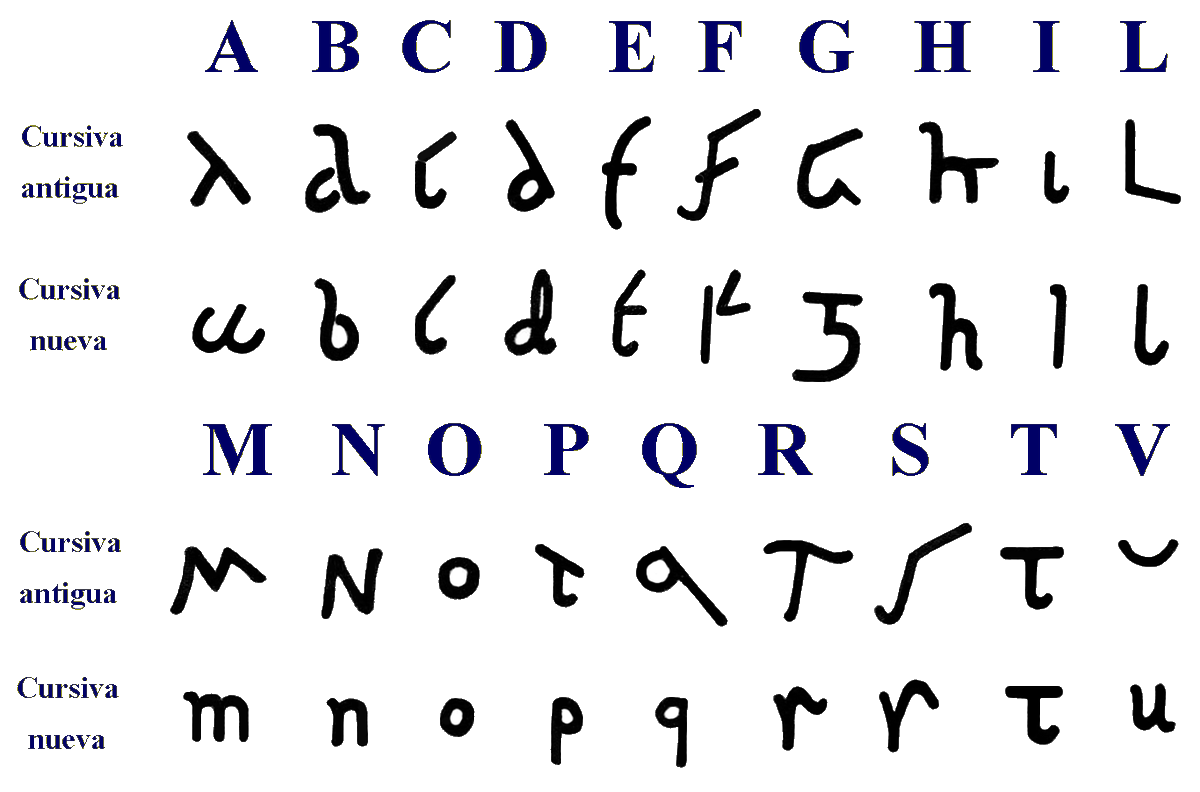 A B C D E F G H I L
Cursiva
antigua
Cursiva
nueva
M N O P Q R S T V
Cursiva
antigua
Cursiva
nueva